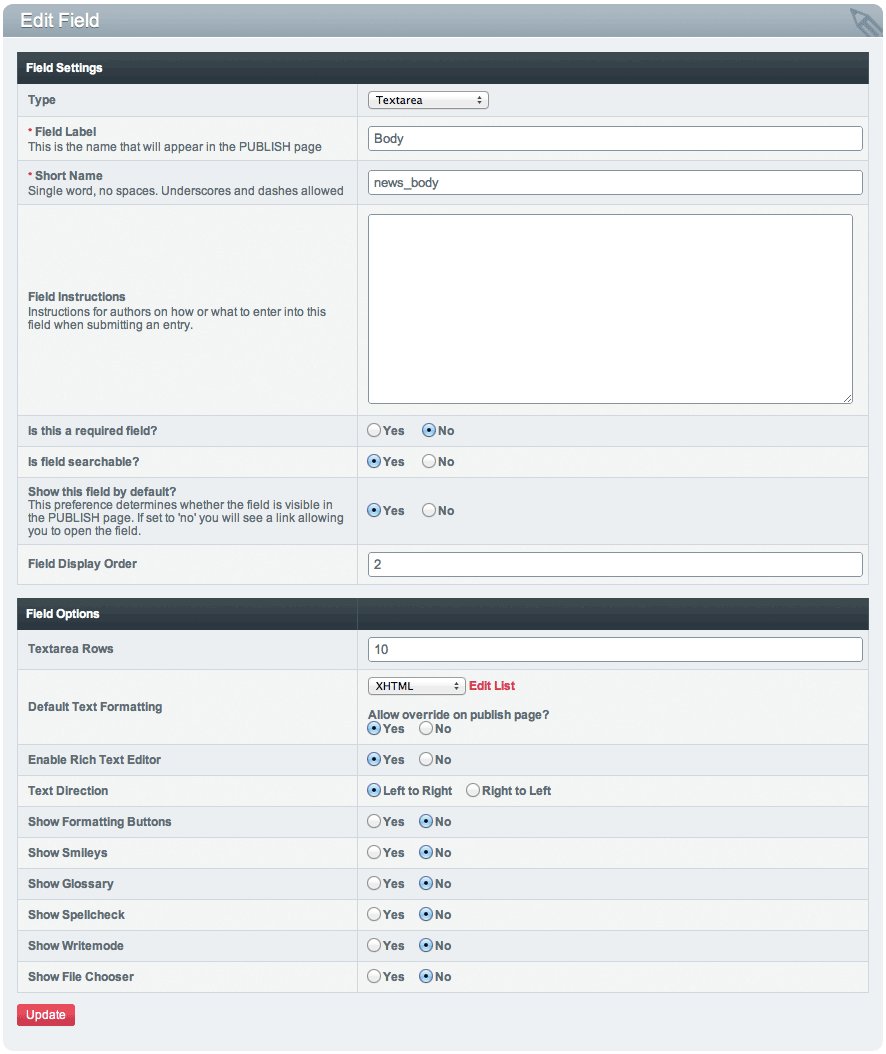 Edit Field
Field Settings
Type
Textarea
* Field Label
This is the name that will appear in the PUBLISH page
Body
* Short Name
Single word, no spaces. Underscores and dashes allowed
news_body
Field Instructions
Instructions for authors on how or what to enter into this
field when submitting an entry.
Is this a required field?
Yes No
Is field searchable?
Yes No
Show this field by default?
This preference determines whether the field is visible in
the PUBLISH page. If set to 'no' you will see a link allowing
you to open the field.
Yes No
Field Display Order
2
Field Options
Textarea Rows
10
Default Text Formatting
XHTML Edit List
Allow override on publish page?
Yes No
Enable Rich Text Editor
Yes No
Text Direction
Left to Right Right to Left
Show Formatting Buttons
Yes No
Show Smileys
Yes No
Show Glossary
Yes No
Show Spellcheck
Yes No
Show Writemode
Yes No
Show File Chooser
Yes No
Update